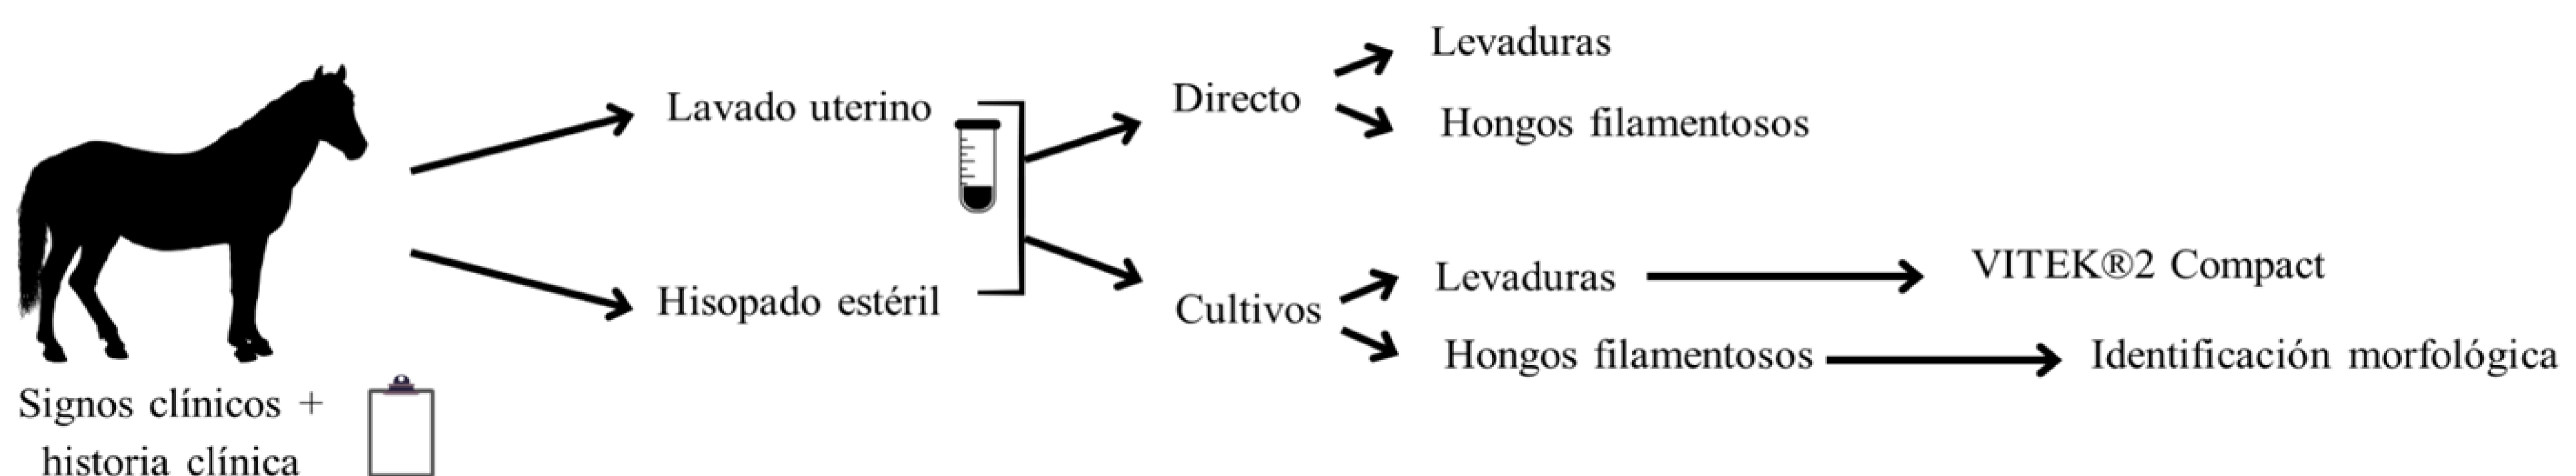 Signos clínicos +
historia clínica
Lavado uterino
Hisopado estéril
Directo
Levaduras
Hongos filamentosos
Cultivos
Levaduras
VITEK®2 Compact
Hongos filamentosos
Identificación morfológica